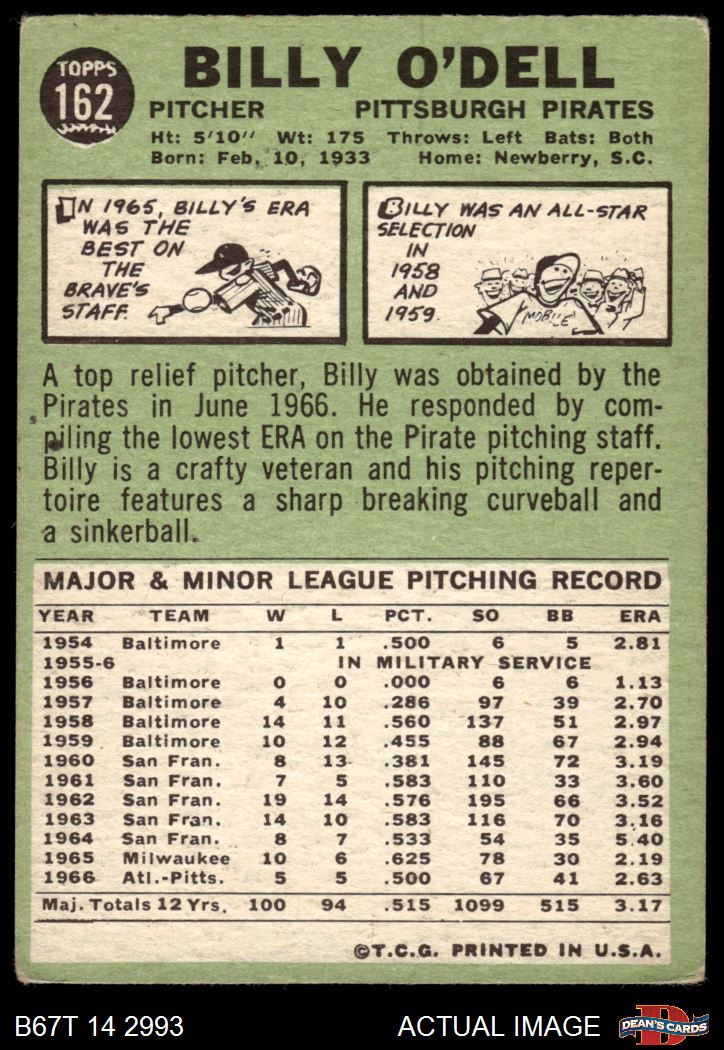 TOPPS
162
BILLY O'DELL
PITCHER PITTSBURGH PIRATES
Ht: 5'10" Wt: 175 Throws: Left Bats: Both
Born: Feb. 10, 1933 Home: Newberry, S.C.
IN 1965, BILLY'S ERA
WAS THE
BEST ON
THE
BRAVE'S
STAFF.
BILLY WAS AN ALL-STAR
SELECTION
IN
1958
AND
1959.
MOBILE
A top relief pitcher, Billy was obtained by the
Pirates in June 1966. He responded by com-
piling the lowest ERA on the Pirate pitching staff.
Billy is a crafty veteran and his pitching reper-
toire features a sharp breaking curveball and
a sinkerball.
MAJOR & MINOR LEAGUE PITCHING RECORD
YEAR TEAM W L PCT. SO BB ERA
1954 Baltimore 1 1 .500 6 5 2.81
1955-6 IN MILITARY SERVICE
1956 Baltimore 0 0 .000 6 6 1.13
1957 Baltimore 4 10 .286 97 39 2.70
1958 Baltimore 14 11 .560 137 51 2.97
1959 Baltimore 10 12 .455 88 67 2.94
1960 San Fran. 8 13 .381 145 72 3.19
1961 San Fran. 7 5 .583 110 33 3.60
1962 San Fran. 19 14 .576 195 66 3.52
1963 San Fran. 14 10 .583 116 70 3.16
1964 San Fran. 8 7 .533 54 35 5.40
1965 Milwaukee 10 6 .625 78 30 2.19
1966 Atl.-Pitts. 5 5 .500 67 41 2.63
Maj. Totals 12 Yrs. 100 94 .515 1099 515 3.17
©T.C.G. PRINTED IN U.S.A.
B67T 14 2993 ACTUAL IMAGE
D
DEAN'S CARDS